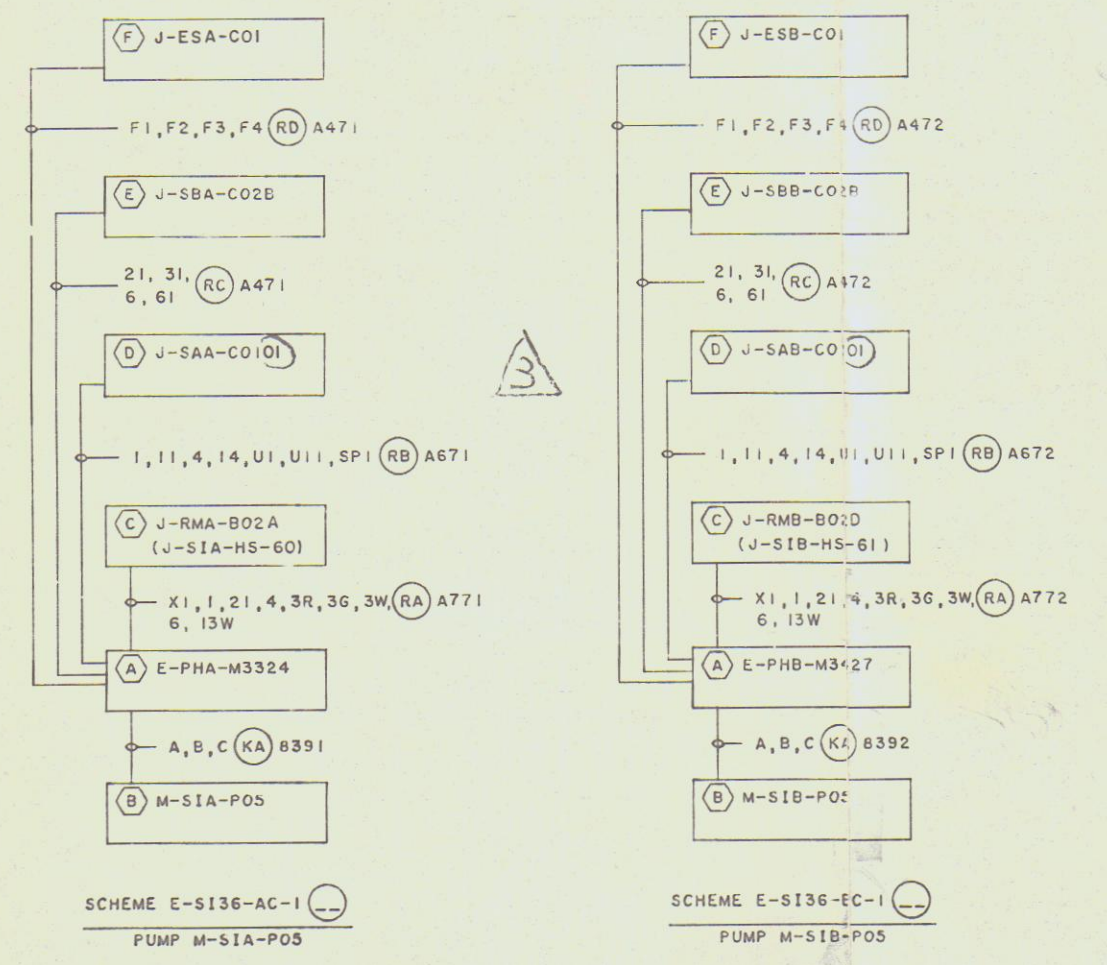 F J-ESA-C01
F1,F2,F3,F4 RD A471
E J-SBA-C02B
21, 31,
6, 61 RC A471
D J-SAA-C0101
1,11,4,14,U1,U11,SP1 RB A671
C J-RMA-B02A
(J-SIA-HS-60)
X1,1,21,4,3R,3G,3W, RA A771
6, 13W
A E-PHA-M3324
A,B,C KA 8391
B M-SIA-P05
SCHEME E-SI36-AC-1 __
PUMP M-SIA-P05
3
F J-ESB-C01
F1,F2,F3,F4 RD A472
E J-SBB-C02B
21, 31,
6, 61 RC A472
D J-SAB-C0101
1,11,4,14,U1,U11,SP1 RB A672
C J-RMB-B02D
(J-SIB-HS-61)
X1,1,21,4,3R,3G,3W, RA A772
6, 13W
A E-PHB-M3427
A,B,C KA 8392
B M-SIB-P05
SCHEME E-SI36-BC-1 __
PUMP M-SIB-P05